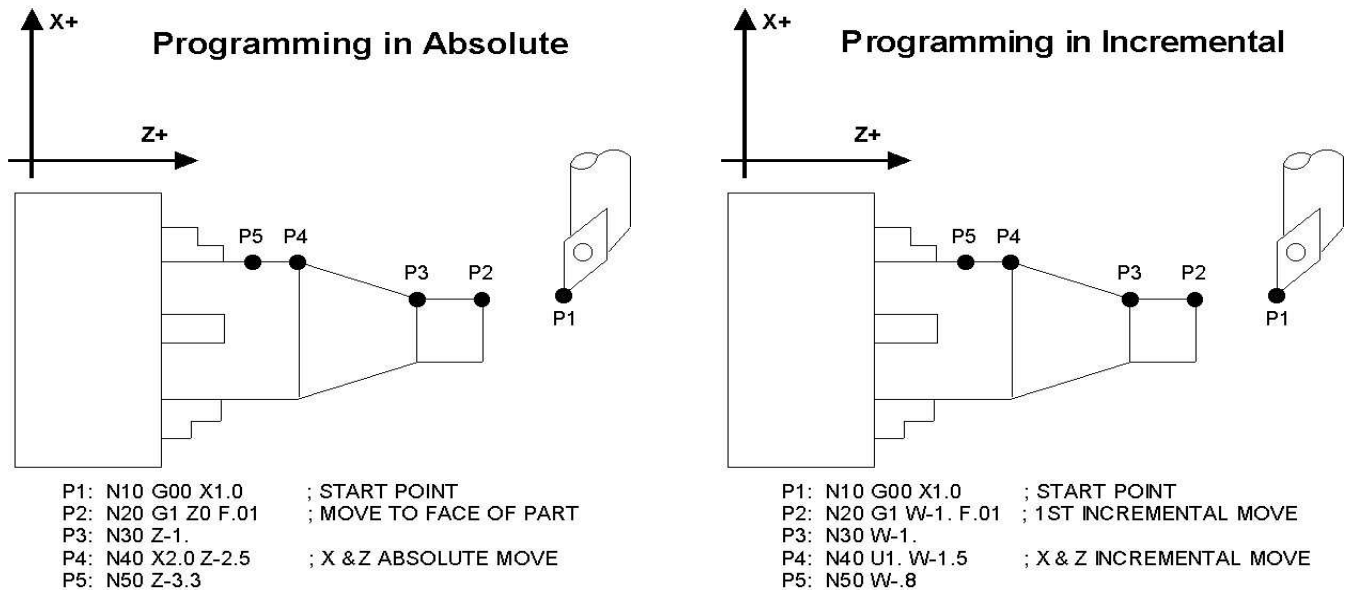 X+
Programming in Absolute
Z+
P5
P4
P3
P2
P1
P1: N10 G00 X1.0 ; START POINT
P2: N20 G1 Z0 F.01 ; MOVE TO FACE OF PART
P3: N30 Z-1.
P4: N40 X2.0 Z-2.5 ; X & Z ABSOLUTE MOVE
P5: N50 Z-3.3
X+
Programming in Incremental
Z+
P5
P4
P3
P2
P1
P1: N10 G00 X1.0 ; START POINT
P2: N20 G1 W-1. F.01 ; 1ST INCREMENTAL MOVE
P3: N30 W-1.
P4: N40 U1. W-1.5 ; X & Z INCREMENTAL MOVE
P5: N50 W-.8